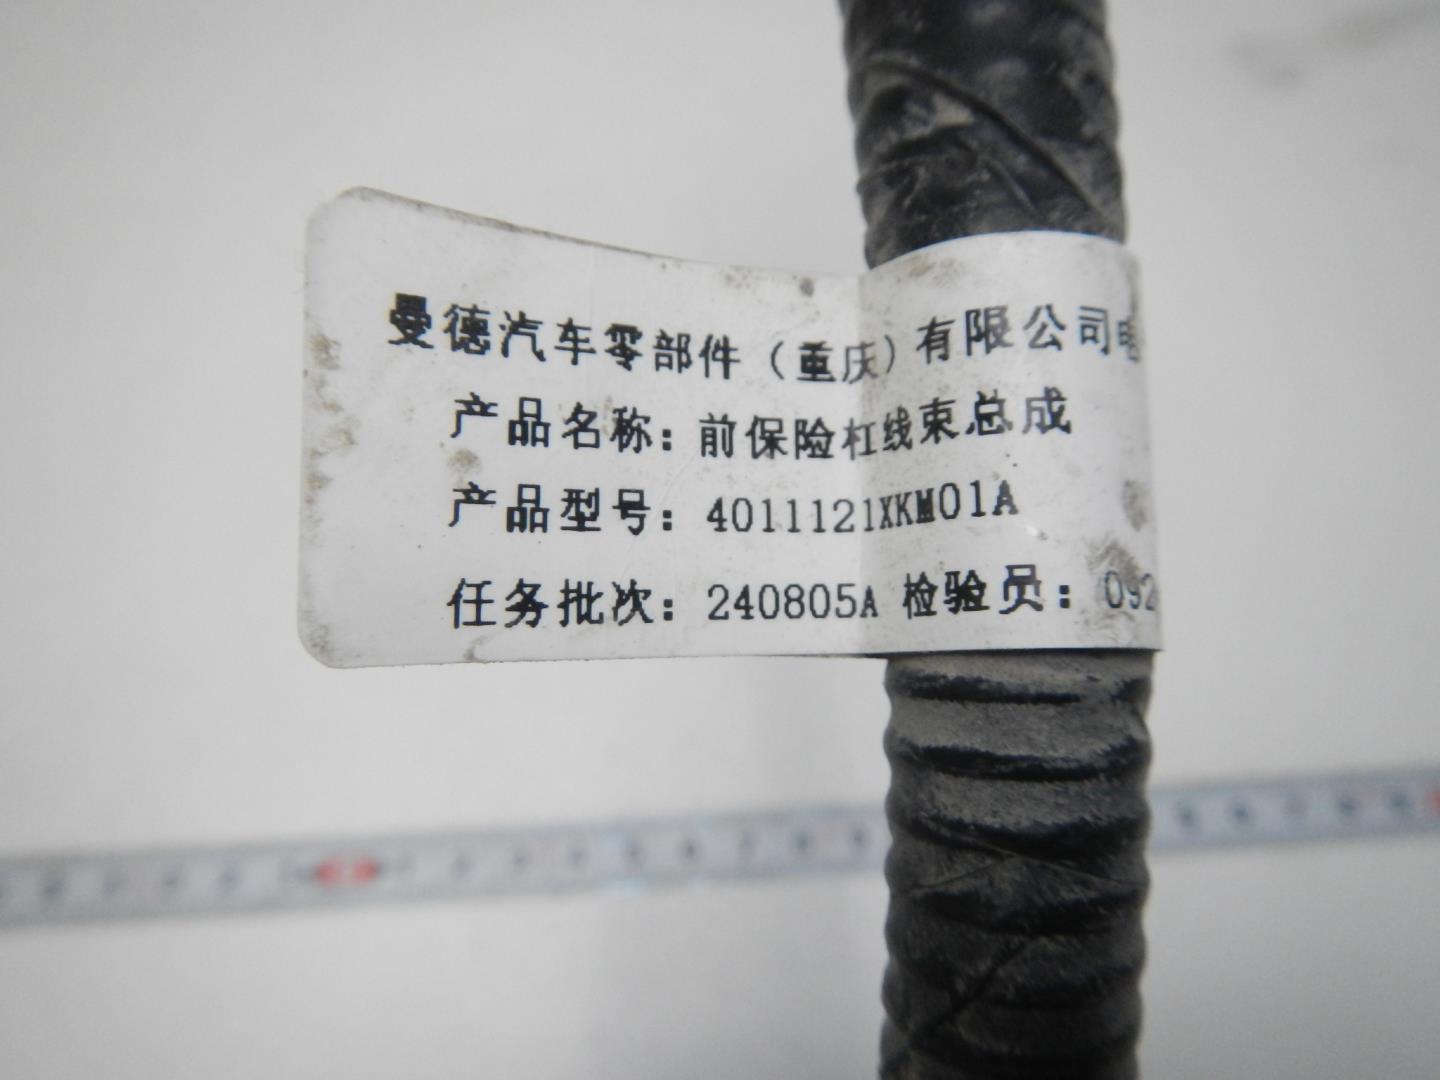 曼德汽车零部件（重庆）有限公司电
产品名称：前保险杠线束总成
产品型号：4011121XKM01A
任务批次：240805A 检验员：092